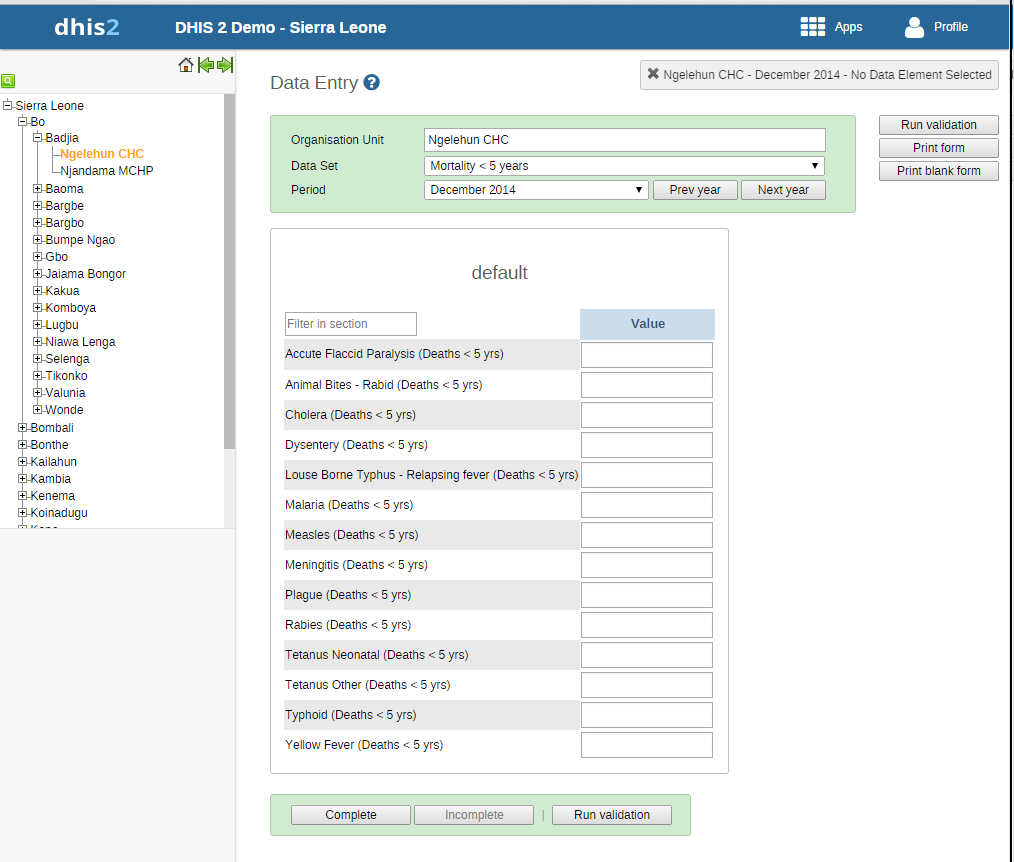 dhis2
DHIS 2 Demo - Sierra Leone
Apps
Profile
Sierra Leone
Bo
Badjia
Ngelehun CHC
Njandama MCHP
Baoma
Bargbe
Bargbo
Bumpe Ngao
Gbo
Jaiama Bongor
Kakua
Komboya
Lugbu
Niawa Lenga
Selenga
Tikonko
Valunia
Wonde
Bombali
Bonthe
Kailahun
Kambia
Kenema
Koinadugu
Data Entry ?
Ngelehun CHC - December 2014 - No Data Element Selected
Organisation Unit Ngelehun CHC
Data Set Mortality < 5 years
Period December 2014 Prev year Next year
Run validation
Print form
Print blank form
default
Filter in section Value
Accute Flaccid Paralysis (Deaths < 5 yrs)
Animal Bites - Rabid (Deaths < 5 yrs)
Cholera (Deaths < 5 yrs)
Dysentery (Deaths < 5 yrs)
Louse Borne Typhus - Relapsing fever (Deaths < 5 yrs)
Malaria (Deaths < 5 yrs)
Measles (Deaths < 5 yrs)
Meningitis (Deaths < 5 yrs)
Plague (Deaths < 5 yrs)
Rabies (Deaths < 5 yrs)
Tetanus Neonatal (Deaths < 5 yrs)
Tetanus Other (Deaths < 5 yrs)
Typhoid (Deaths < 5 yrs)
Yellow Fever (Deaths < 5 yrs)
Complete Incomplete | Run validation